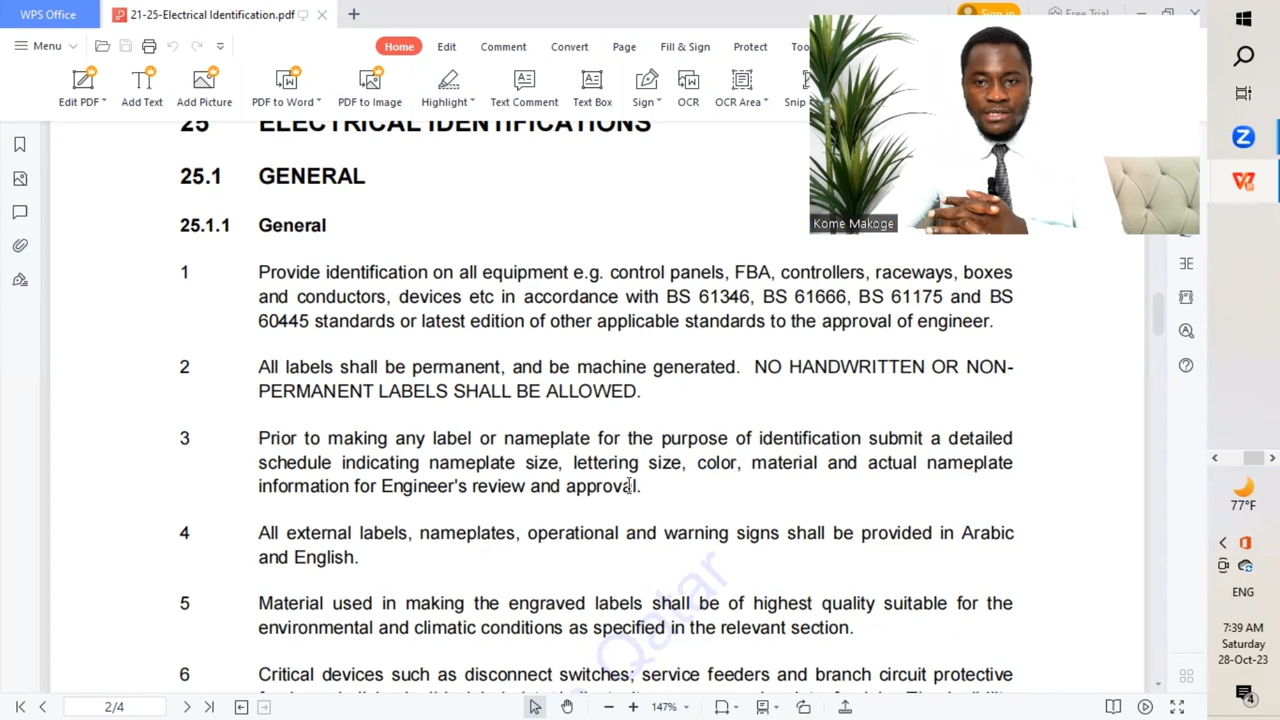 WPS Office
21-25-Electrical Identification.pdf
Sign in
Free Trial
Menu
Home
Edit
Comment
Convert
Page
Fill & Sign
Protect
Edit PDF
Add Text
Add Picture
PDF to Word
PDF to Image
Highlight
Text Comment
Text Box
Sign
OCR
OCR Area
Snip
Kome Makoge
25 ELECTRICAL IDENTIFICATIONS
25.1 GENERAL
25.1.1 General
1 Provide identification on all equipment e.g. control panels, FBA, controllers, raceways, boxes
and conductors, devices etc in accordance with BS 61346, BS 61666, BS 61175 and BS
60445 standards or latest edition of other applicable standards to the approval of engineer.
2 All labels shall be permanent, and be machine generated. NO HANDWRITTEN OR NON-
PERMANENT LABELS SHALL BE ALLOWED.
3 Prior to making any label or nameplate for the purpose of identification submit a detailed
schedule indicating nameplate size, lettering size, color, material and actual nameplate
information for Engineer's review and approval.
4 All external labels, nameplates, operational and warning signs shall be provided in Arabic
and English.
5 Material used in making the engraved labels shall be of highest quality suitable for the
environmental and climatic conditions as specified in the relevant section.
6 Critical devices such as disconnect switches; service feeders and branch circuit protective
Qatar
2/4
147%
77°F
ENG
7:39 AM
Saturday
28-Oct-23
4